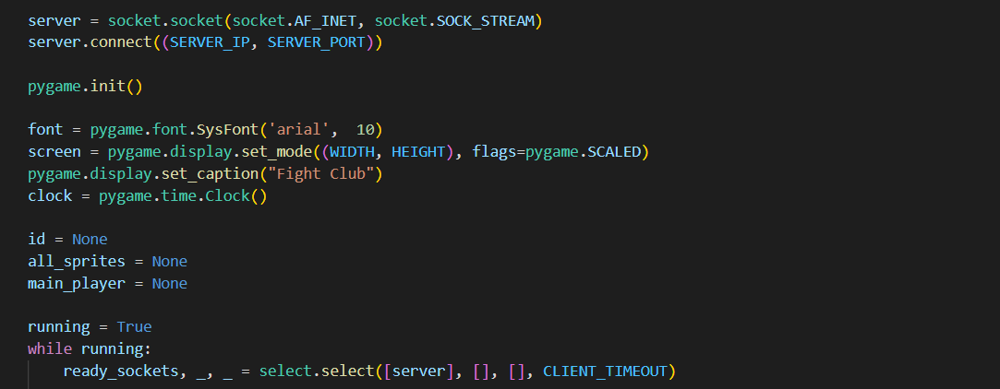 server = socket.socket(socket.AF_INET, socket.SOCK_STREAM)
server.connect((SERVER_IP, SERVER_PORT))
pygame.init()
font = pygame.font.SysFont('arial',  10)
screen = pygame.display.set_mode((WIDTH, HEIGHT), flags=pygame.SCALED)
pygame.display.set_caption("Fight Club")
clock = pygame.time.Clock()
id = None
all_sprites = None
main_player = None
running = True
while running:
    ready_sockets, _, _ = select.select([server], [], [], CLIENT_TIMEOUT)